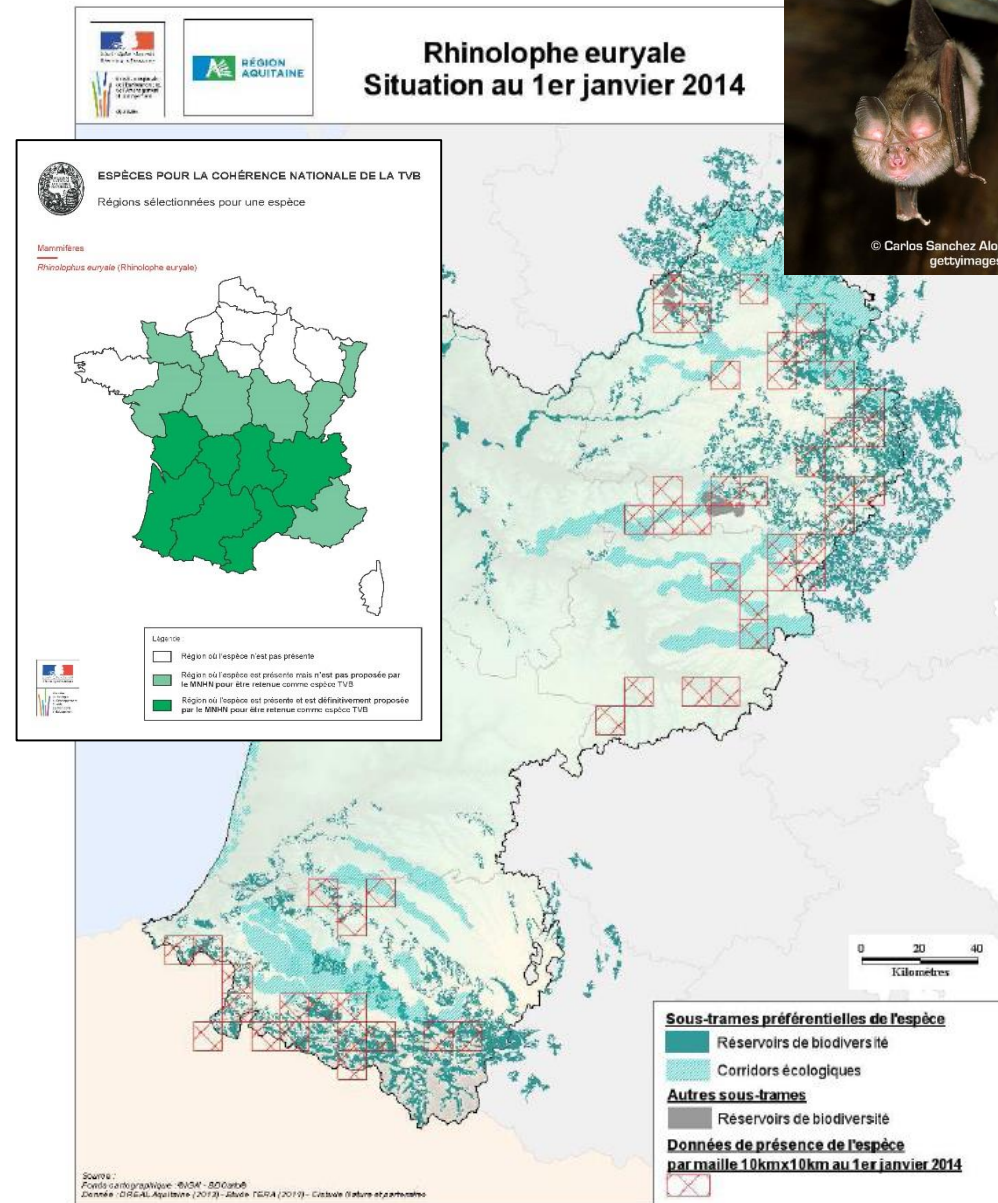 RÉGION
AQUITAINE
Rhinolophe euryale
Situation au 1er janvier 2014
© Carlos Sanchez Alo
gettyimages
ESPÈCES POUR LA COHÉRENCE NATIONALE DE LA TVB
Régions sélectionnées pour une espèce
Mammifères
Rhinolophus euryale (Rhinolophe euryale)
Légende :
Région où l'espèce n'est pas présente
Région où l'espèce est présente mais n'est pas proposée par
le MNHN pour être retenue comme espèce TVB
Région où l'espèce est présente et est définitivement proposée
par le MNHN pour être retenue comme espèce TVB
0 20 40
Kilomètres
Sous-trames préférentielles de l'espèce
Réservoirs de biodiversité
Corridors écologiques
Autres sous-trames
Réservoirs de biodiversité
Données de présence de l'espèce
par maille 10kmx10km au 1er janvier 2014
Source :